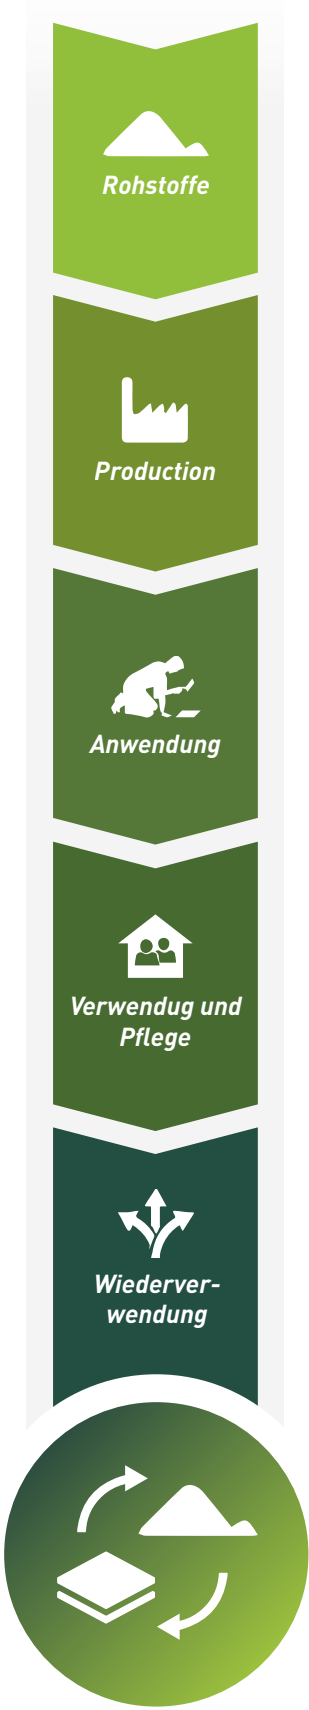 Rohstoffe
Production
Anwendung
Verwendug und
Pflege
Wiederver-
wendung